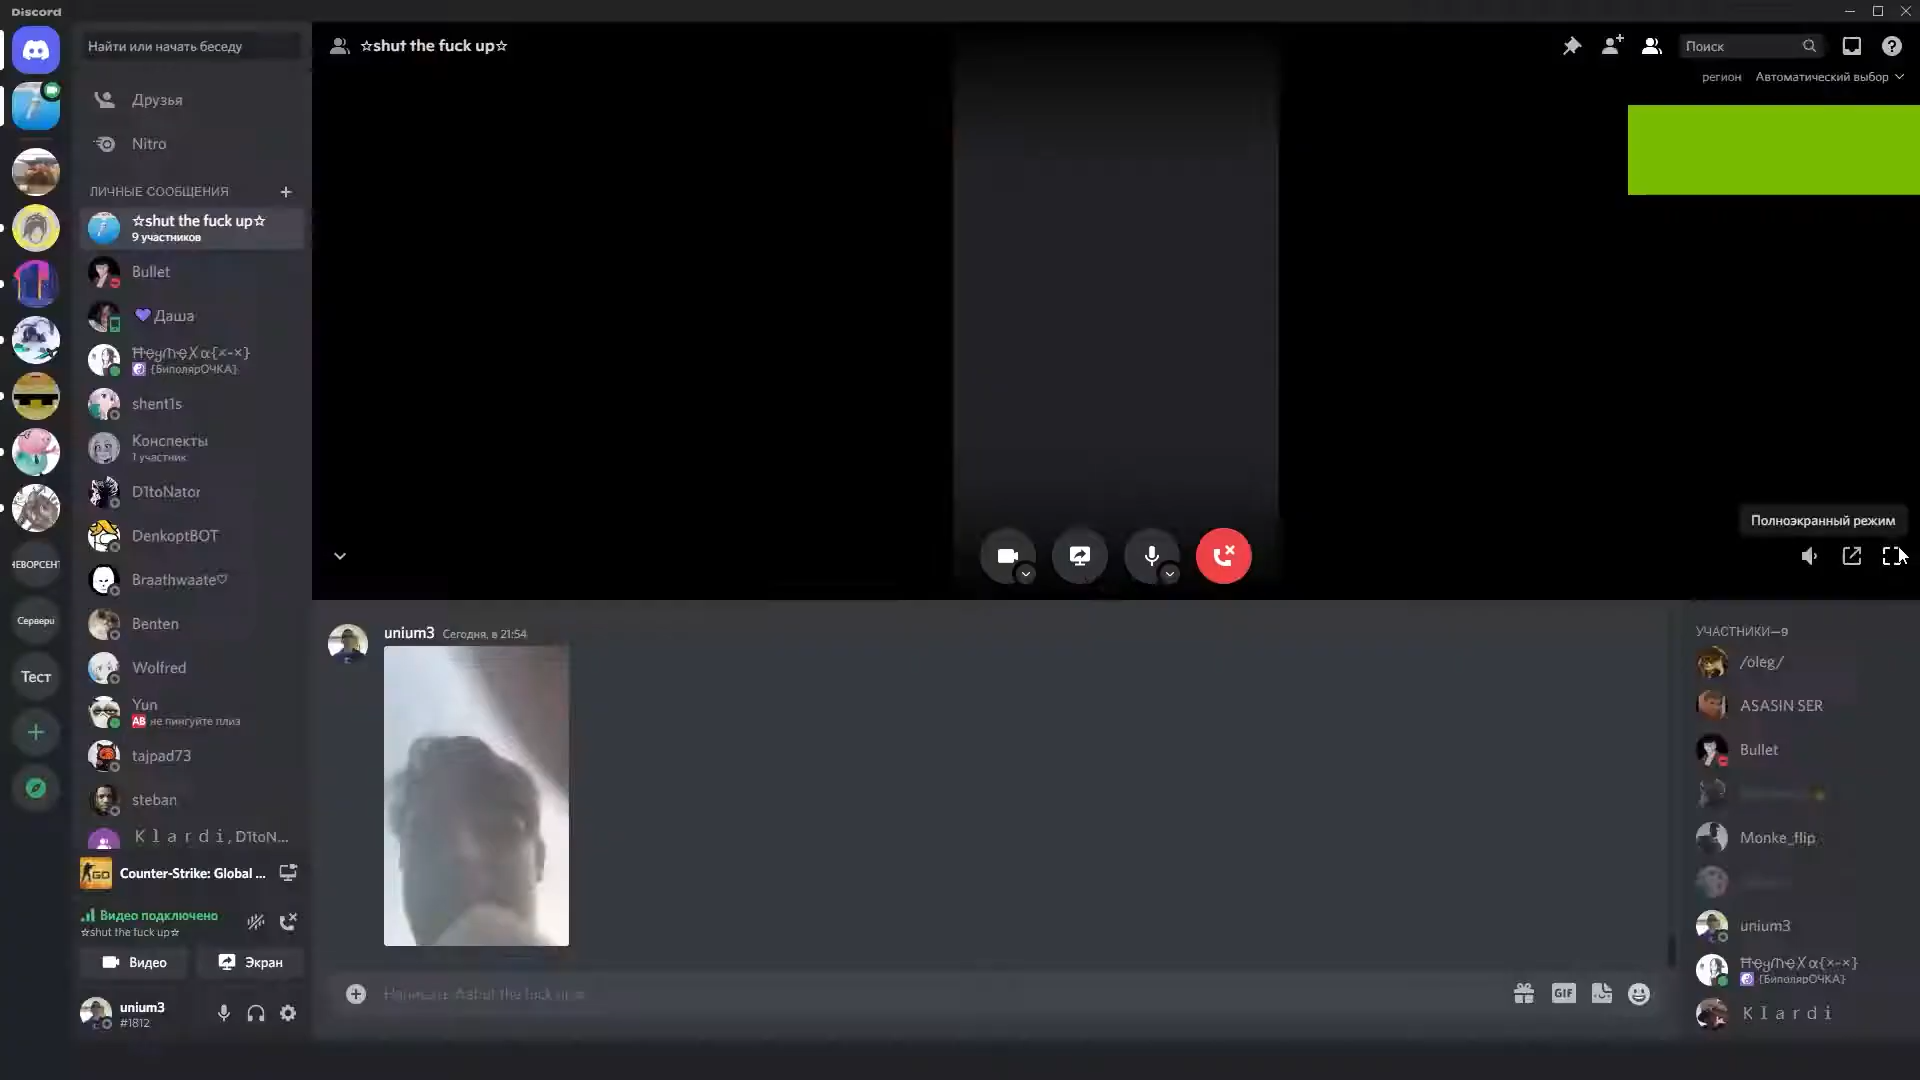 Discord
Найти или начать беседу
Друзья
Nitro
ЛИЧНЫЕ СООБЩЕНИЯ
☆shut the fuck up☆
9 участников
Bullet
💜Даша
{БиполярОЧКА}
shent1s
Конспекты
1 участник
D1toNator
DenkoptBOT
Braathwaate♡
Benten
Wolfred
Yun
AB не пингуйте плиз
tajpad73
steban
K l a r d i , D1toN...
Counter-Strike: Global ...
Видео подключено
☆shut the fuck up☆
Видео
Экран
unium3
#1812
НЕВОРСЕНТ
Серверы
Тест
☆shut the fuck up☆
Поиск
регион Автоматический выбор
Полноэкранный режим
unium3 Сегодня, в 21:54
GIF
УЧАСТНИКИ—9
/oleg/
ASASIN SER
Bullet
Monke_flip
unium3
{БиполярОЧКА}
K l a r d i